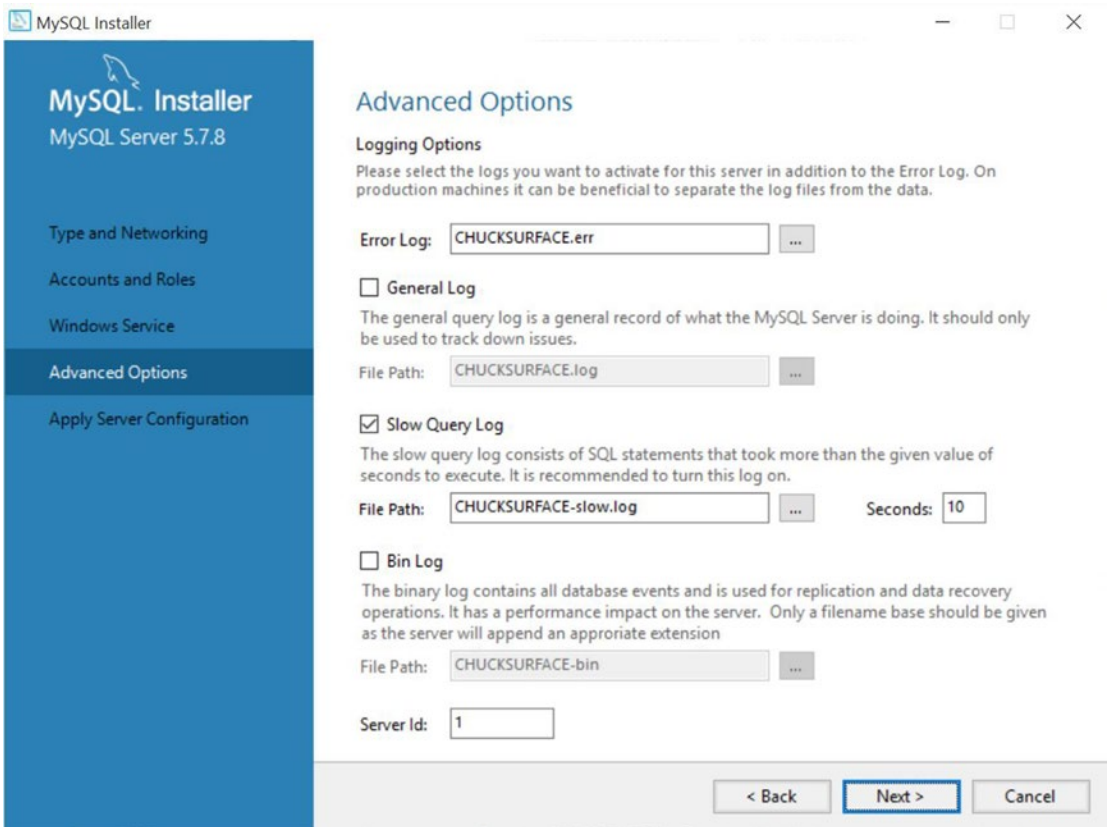 MySQL Installer
MySQL. Installer
MySQL Server 5.7.8
Type and Networking
Accounts and Roles
Windows Service
Advanced Options
Apply Server Configuration
Advanced Options
Logging Options
Please select the logs you want to activate for this server in addition to the Error Log. On
production machines it can be beneficial to separate the log files from the data.
Error Log: CHUCKSURFACE.err ...
General Log
The general query log is a general record of what the MySQL Server is doing. It should only
be used to track down issues.
File Path: CHUCKSURFACE.log ...
Slow Query Log
The slow query log consists of SQL statements that took more than the given value of
seconds to execute. It is recommended to turn this log on.
File Path: CHUCKSURFACE-slow.log ... Seconds: 10
Bin Log
The binary log contains all database events and is used for replication and data recovery
operations. It has a performance impact on the server. Only a filename base should be given
as the server will append an approriate extension
File Path: CHUCKSURFACE-bin ...
Server Id: 1
< Back Next > Cancel